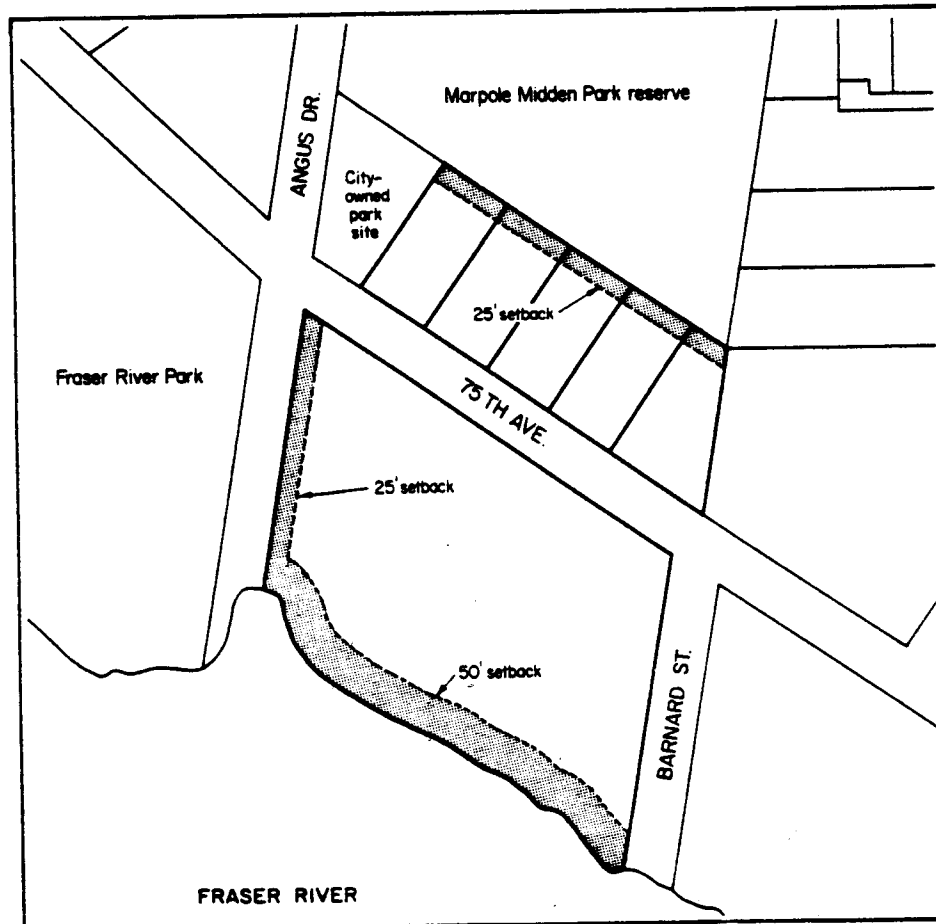 Marpole Midden Park reserve
ANGUS DR.
City-
owned
park
site
25' setback
Fraser River Park
75 TH AVE.
25' setback
50' setback
BARNARD ST.
FRASER RIVER